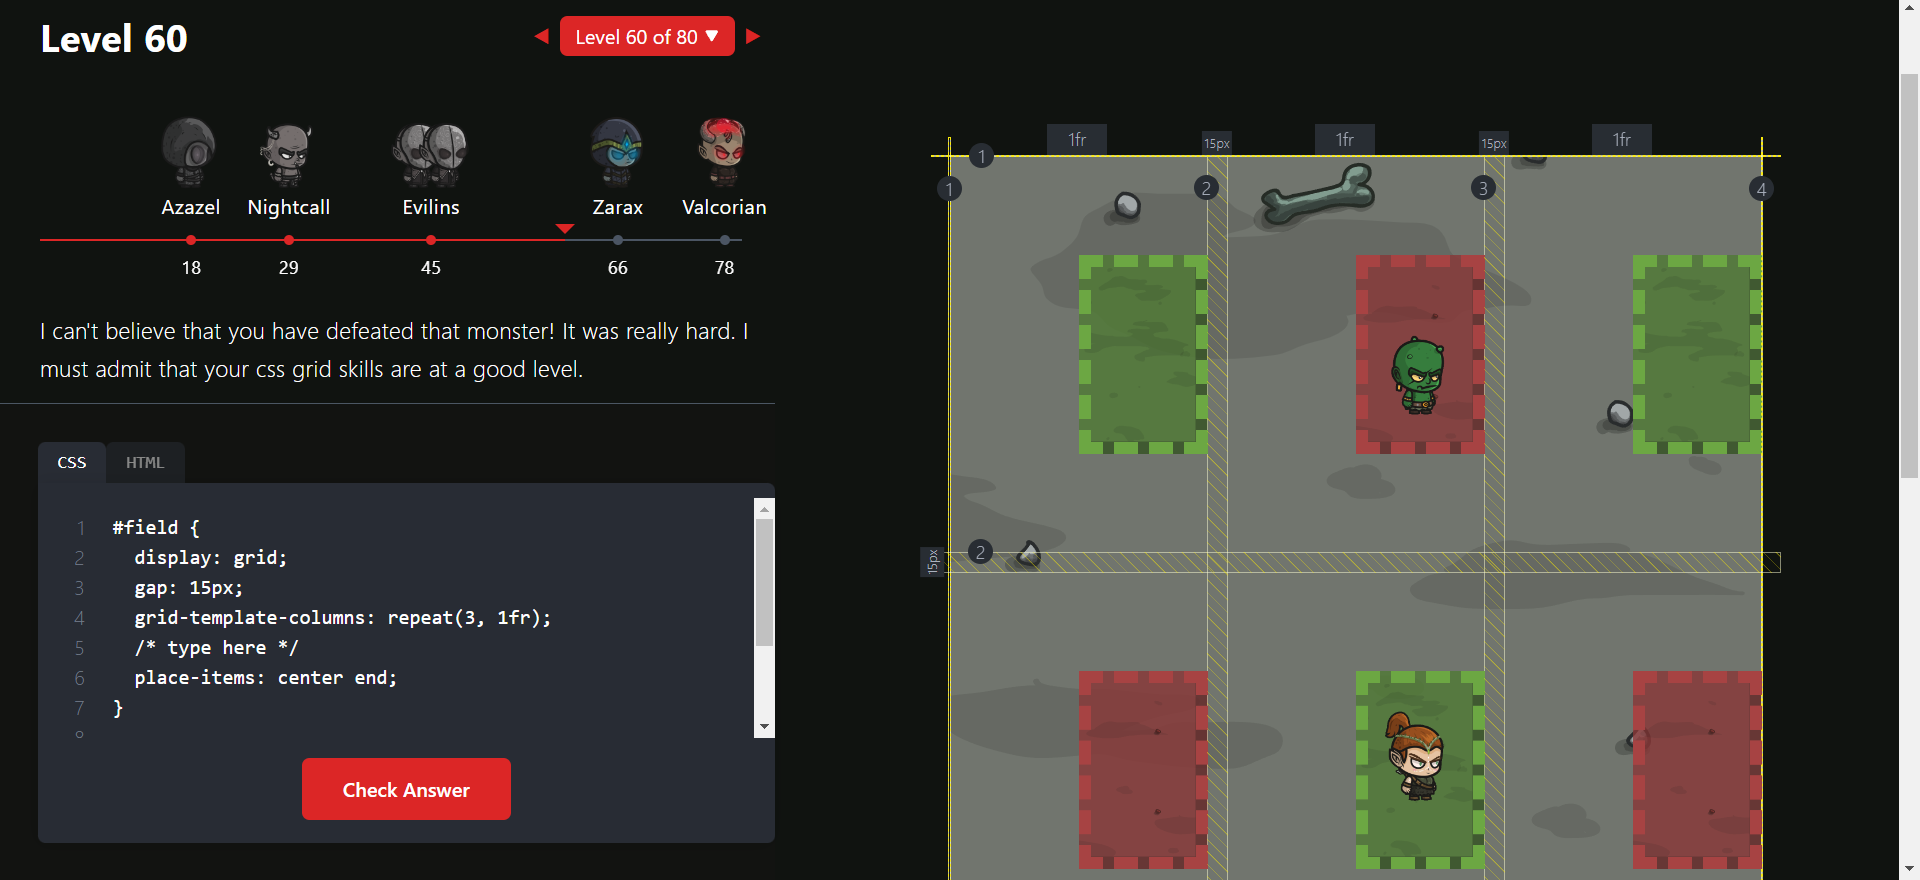 Level 60
Level 60 of 80 ▼
Azazel
Nightcall
Evilins
Zarax
Valcorian
18
29
45
66
78
I can't believe that you have defeated that monster! It was really hard. I
must admit that your css grid skills are at a good level.
CSS
HTML
1 #field {
2 display: grid;
3 gap: 15px;
4 grid-template-columns: repeat(3, 1fr);
5 /* type here */
6 place-items: center end;
7 }
Check Answer
1fr
15px
1fr
15px
1fr
1
1
2
3
4
2
15px